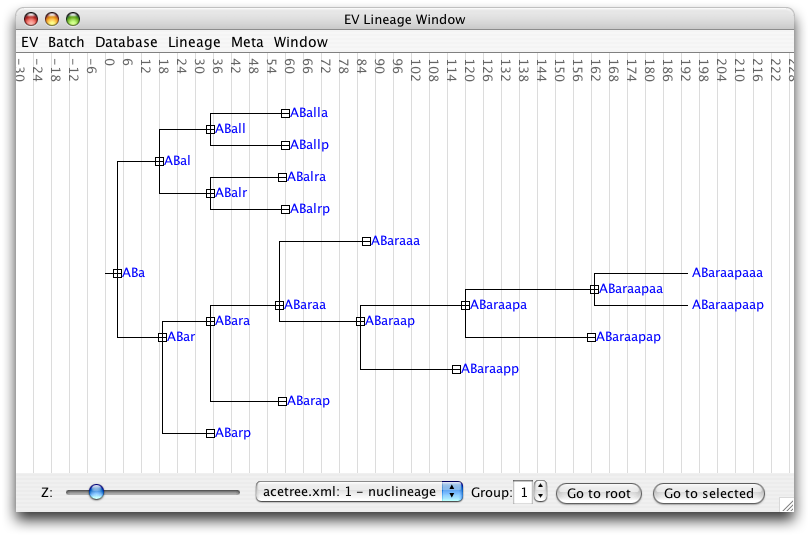 EV Lineage Window
EV Batch Database Lineage Meta Window
-30 -24 -18 -12 -6 0 6 12 18 24 30 36 42 48 54 60 66 72 78 84 90 96 102 108 114 120 126 132 138 144 150 156 162 168 174 180 186 192 198 204 210 216 222 228
ABalla
ABall
ABallp
ABal
ABalra
ABalr
ABalrp
ABaraaa
ABa
ABaraapaaa
ABaraapaa
ABaraa
ABaraapa
ABaraapaap
ABara
ABaraap
ABar
ABaraapap
ABaraapp
ABarap
ABarp
Z:
acetree.xml: 1 - nuclineage
Group:
1
Go to root
Go to selected